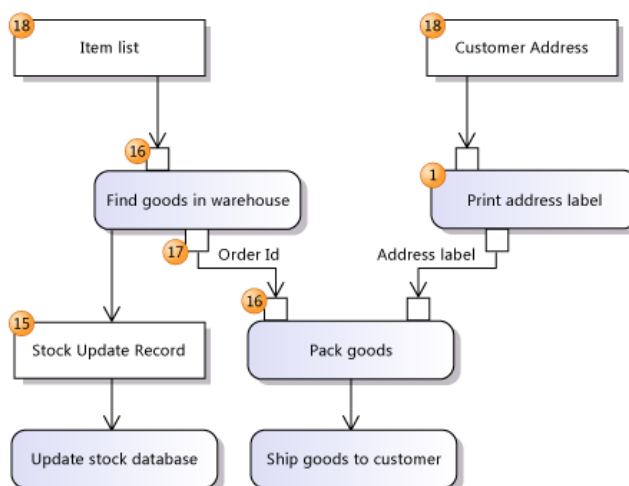 18
Item list
18
Customer Address
16
Find goods in warehouse
1
Print address label
17
Order Id
Address label
16
Pack goods
15
Stock Update Record
Update stock database
Ship goods to customer